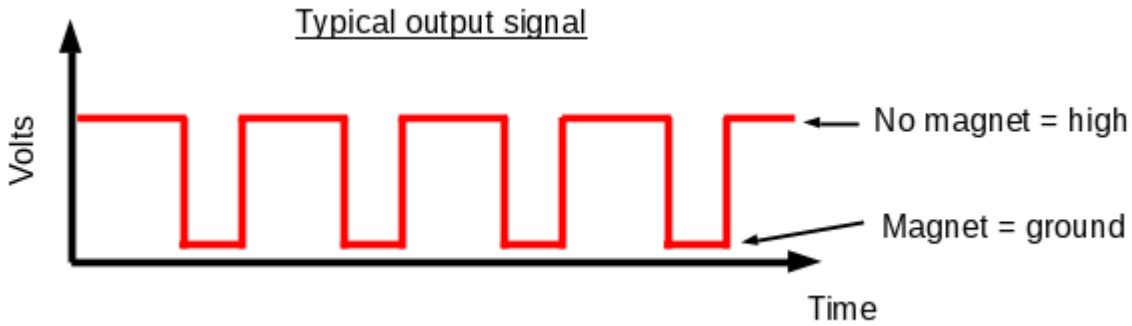 Typical output signal
Volts
No magnet = high
Magnet = ground
Time